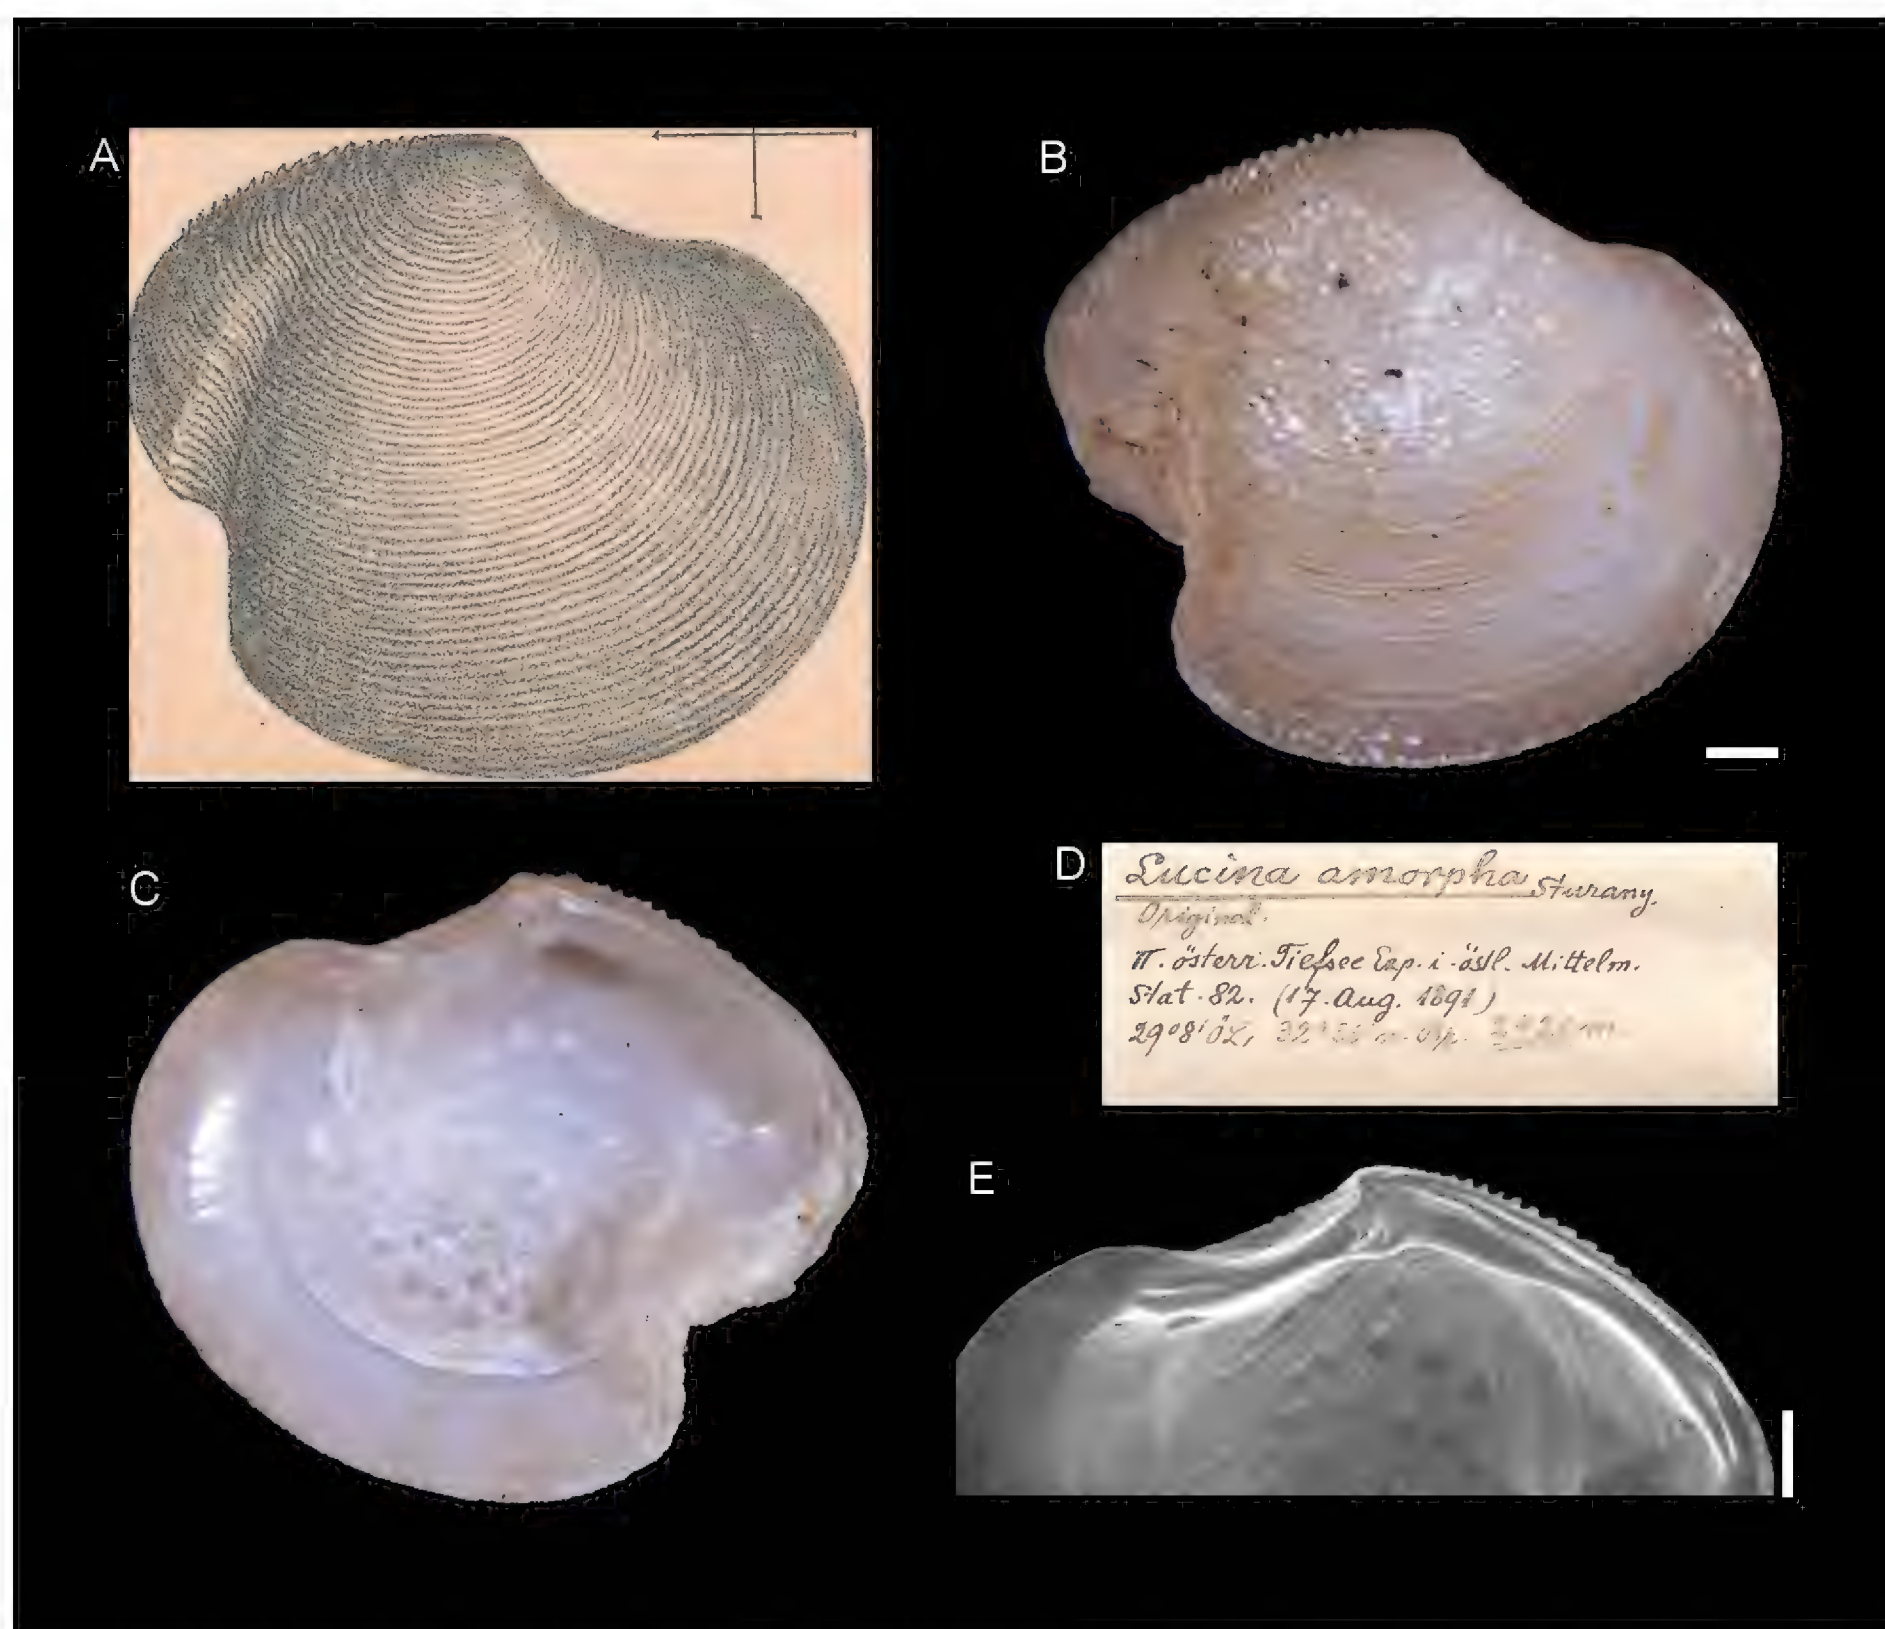 A
B
C
D
Lucina amorpha Sturany.
Original.
II. österr. Tiefsee Exp. i. östl. Mittelm.
Stat. 82. (17. Aug. 1891)
29°8' ÖL,
E